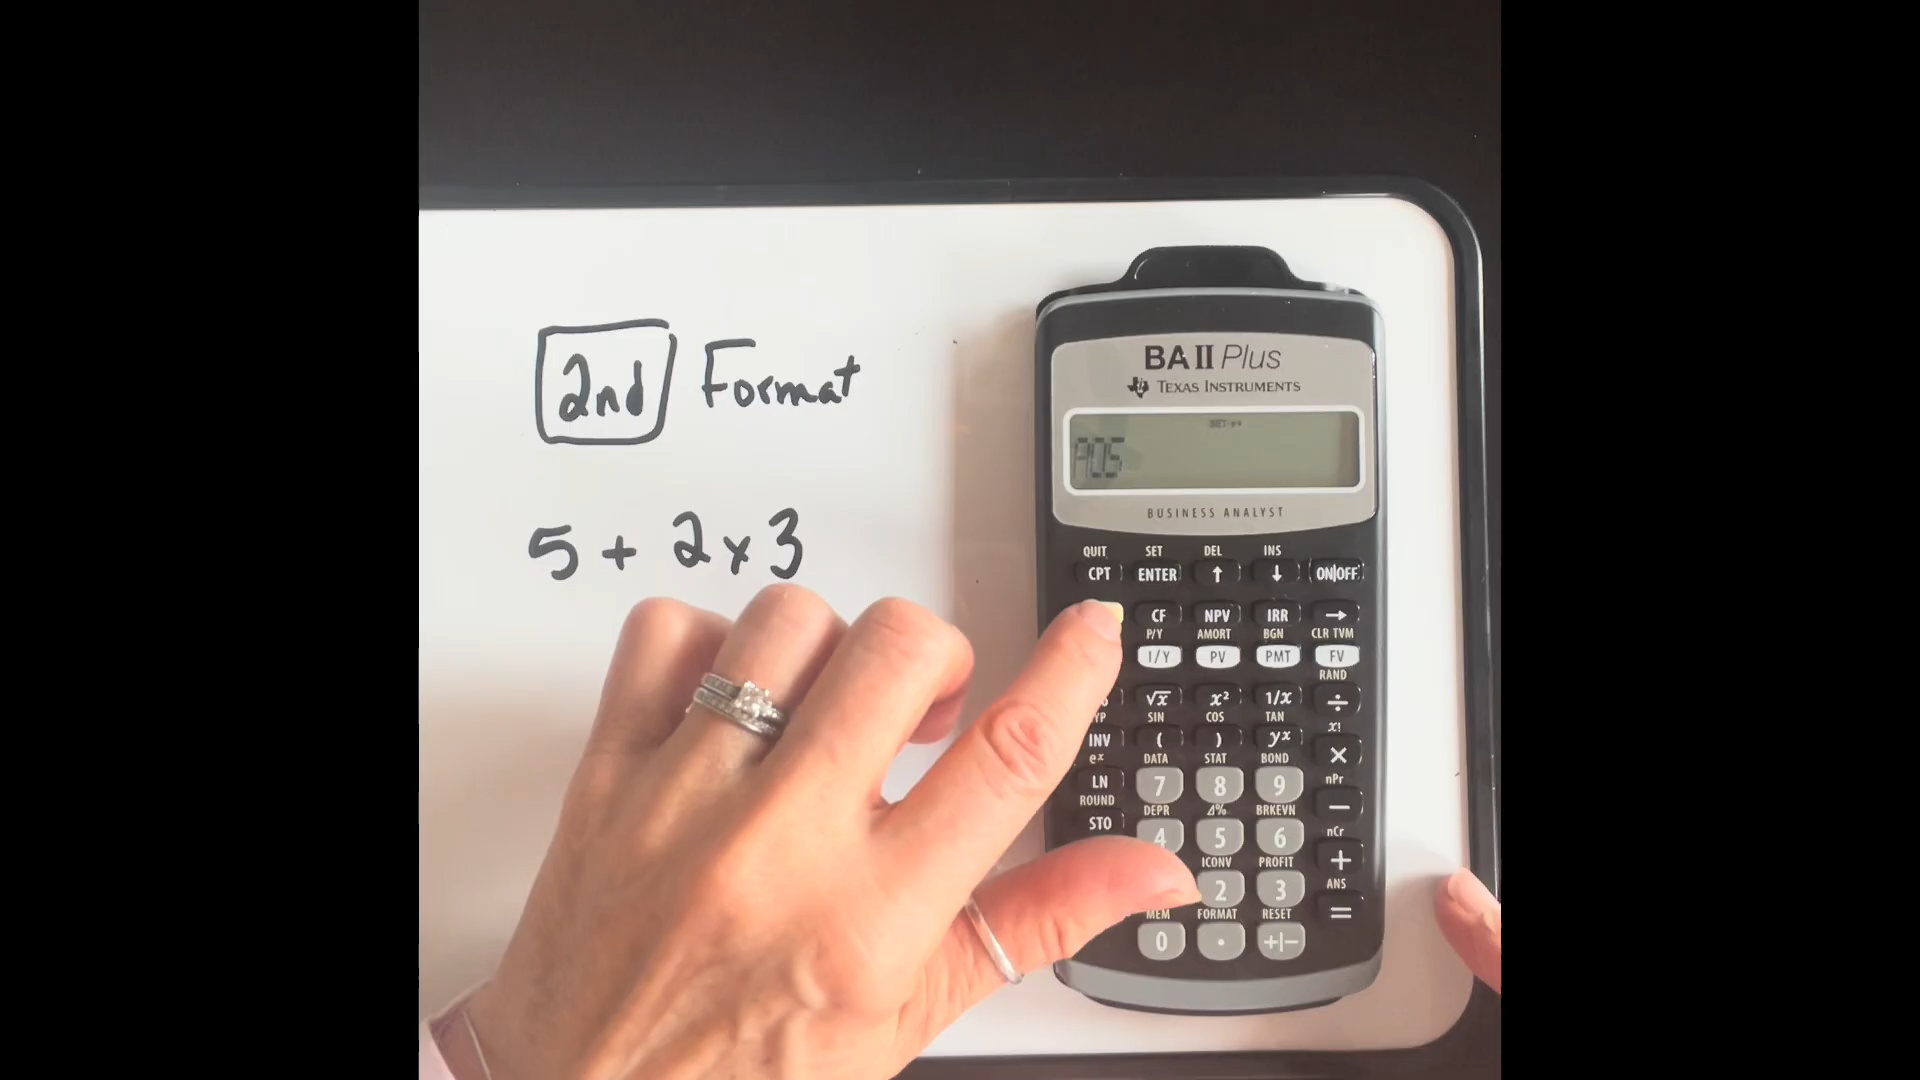 2nd Format
5 + 2 x 3
BA II Plus
TEXAS INSTRUMENTS
AOS
BUSINESS ANALYST
QUIT SET DEL INS
CPT ENTER ↑ ↓ ON|OFF
CF NPV IRR →
P/Y AMORT BGN CLR TVM
I/Y PV PMT FV
RAND
√x x² 1/x ÷
SIN COS TAN x!
INV ( ) yˣ ×
eˣ DATA STAT BOND nPr
LN 7 8 9 −
ROUND DEPR Δ% BRKEVN nCr
STO 4 5 6 +
ICONV PROFIT ANS
2 3 =
MEM FORMAT RESET
0 . +|−